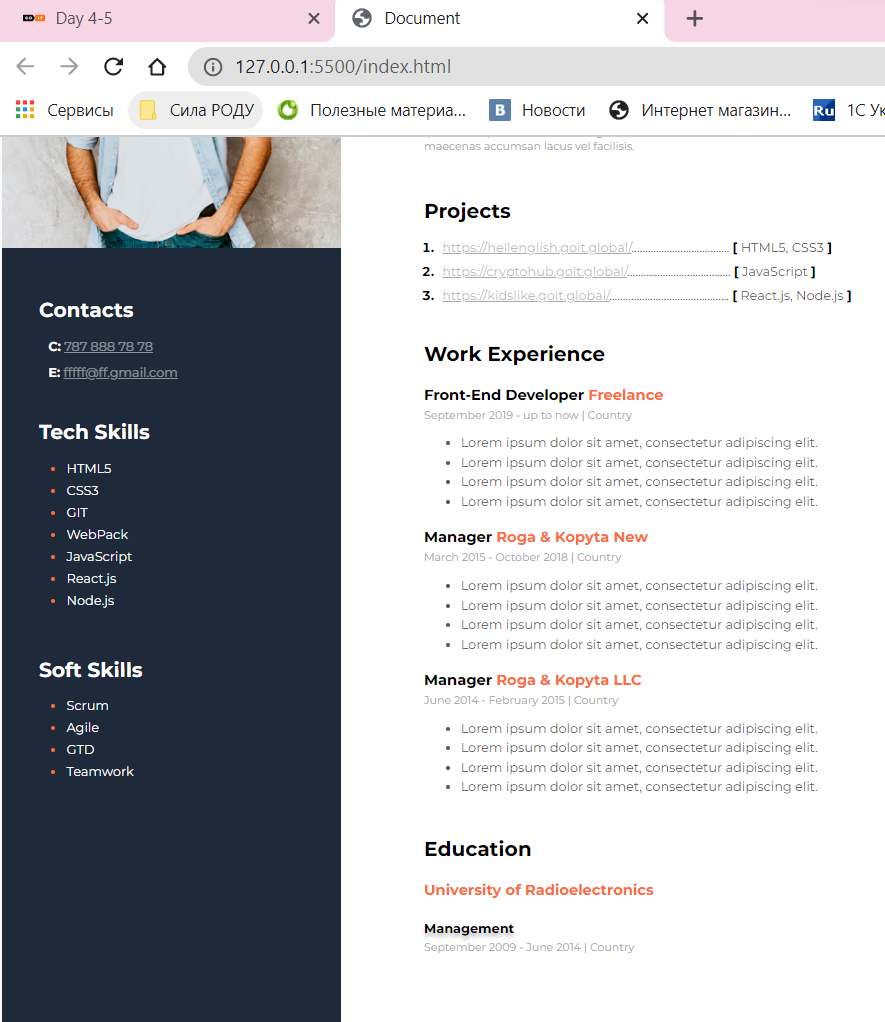 GO IT Day 4-5
Document
127.0.0.1:5500/index.html
Сервисы
Сила РОДУ
Полезные материа...
B Новости
Интернет магазин...
Ru 1С Ук
maecenas accumsan lacus vel facilisis.
Contacts
C: 787 888 78 78
E: fffff@ff.gmail.com
Tech Skills
HTML5
CSS3
GIT
WebPack
JavaScript
React.js
Node.js
Soft Skills
Scrum
Agile
GTD
Teamwork
Projects
1. https://hellenglish.goit.global/..................................... [ HTML5, CSS3 ]
2. https://cryptohub.goit.global/....................................... [ JavaScript ]
3. https://kidslike.goit.global/............................................. [ React.js, Node.js ]
Work Experience
Front-End Developer Freelance
September 2019 - up to now | Country
• Lorem ipsum dolor sit amet, consectetur adipiscing elit.
• Lorem ipsum dolor sit amet, consectetur adipiscing elit.
• Lorem ipsum dolor sit amet, consectetur adipiscing elit.
• Lorem ipsum dolor sit amet, consectetur adipiscing elit.
Manager Roga & Kopyta New
March 2015 - October 2018 | Country
• Lorem ipsum dolor sit amet, consectetur adipiscing elit.
• Lorem ipsum dolor sit amet, consectetur adipiscing elit.
• Lorem ipsum dolor sit amet, consectetur adipiscing elit.
• Lorem ipsum dolor sit amet, consectetur adipiscing elit.
Manager Roga & Kopyta LLC
June 2014 - February 2015 | Country
• Lorem ipsum dolor sit amet, consectetur adipiscing elit.
• Lorem ipsum dolor sit amet, consectetur adipiscing elit.
• Lorem ipsum dolor sit amet, consectetur adipiscing elit.
• Lorem ipsum dolor sit amet, consectetur adipiscing elit.
Education
University of Radioelectronics
Management
September 2009 - June 2014 | Country